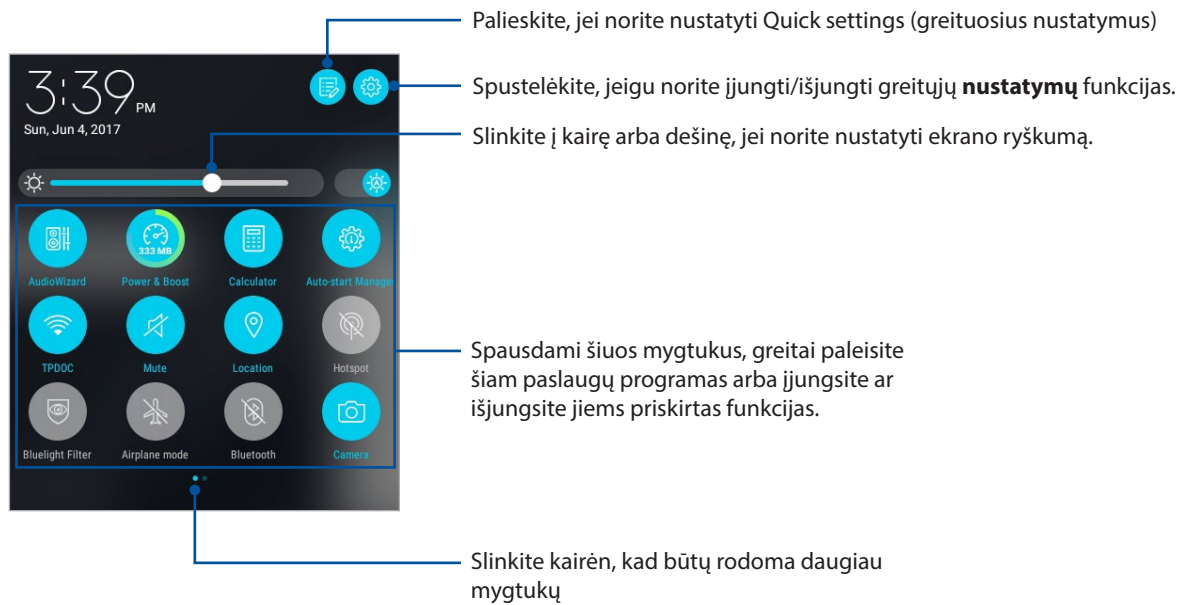 Palieskite, jei norite nustatyti Quick settings (greituosius nustatymus)
3:39 PM
Sun, Jun 4, 2017
Spustelėkite, jeigu norite įjungti/išjungti greitųjų nustatymų funkcijas.
Slinkite į kairę arba dešinę, jei norite nustatyti ekrano ryškumą.
A
333 MB
AudioWizard Power & Boost Calculator Auto-start Manage
TPDOC Mute Location Hotspot
Spausdami šiuos mygtukus, greitai paleisite
šiam paslaugų programas arba įjungsite ar
išjungsite jiems priskirtas funkcijas.
Bluelight Filter Airplane mode Bluetooth Camera
Slinkite kairėn, kad būtų rodoma daugiau
mygtukų